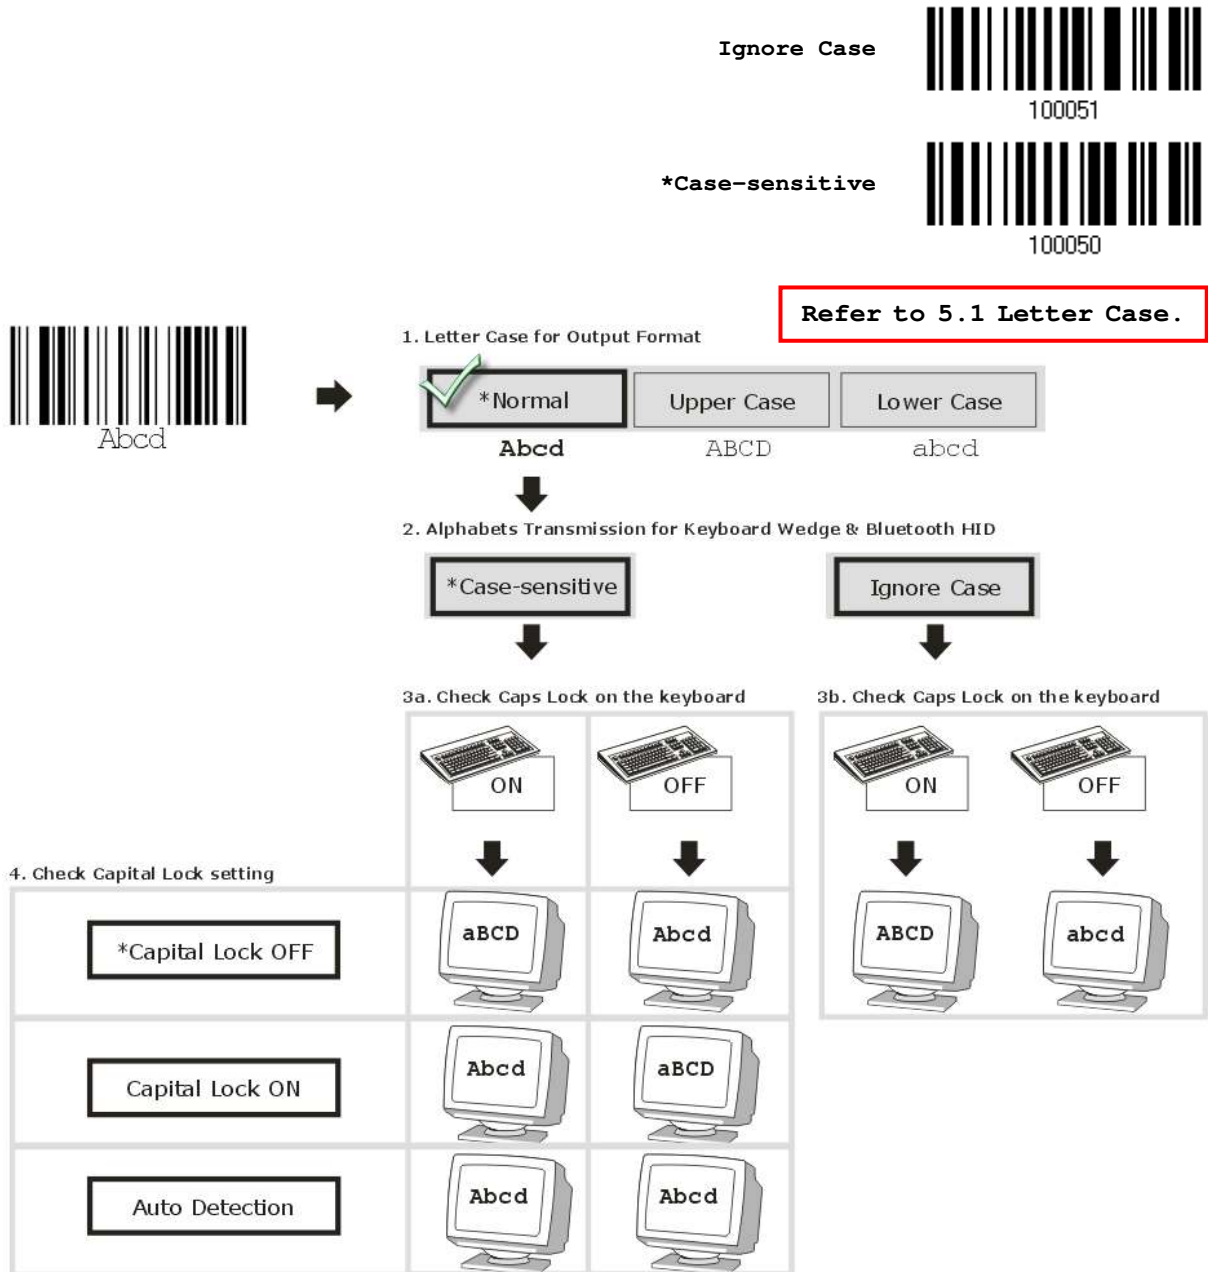 Ignore Case
100051
*Case-sensitive
100050
Refer to 5.1 Letter Case.
1. Letter Case for Output Format
Abcd
*Normal Upper Case Lower Case
Abcd ABCD abcd
2. Alphabets Transmission for Keyboard Wedge & Bluetooth HID
*Case-sensitive Ignore Case
3a. Check Caps Lock on the keyboard 3b. Check Caps Lock on the keyboard
ON OFF ON OFF
4. Check Capital Lock setting
*Capital Lock OFF aBCD Abcd ABCD abcd
Capital Lock ON Abcd aBCD
Auto Detection Abcd Abcd